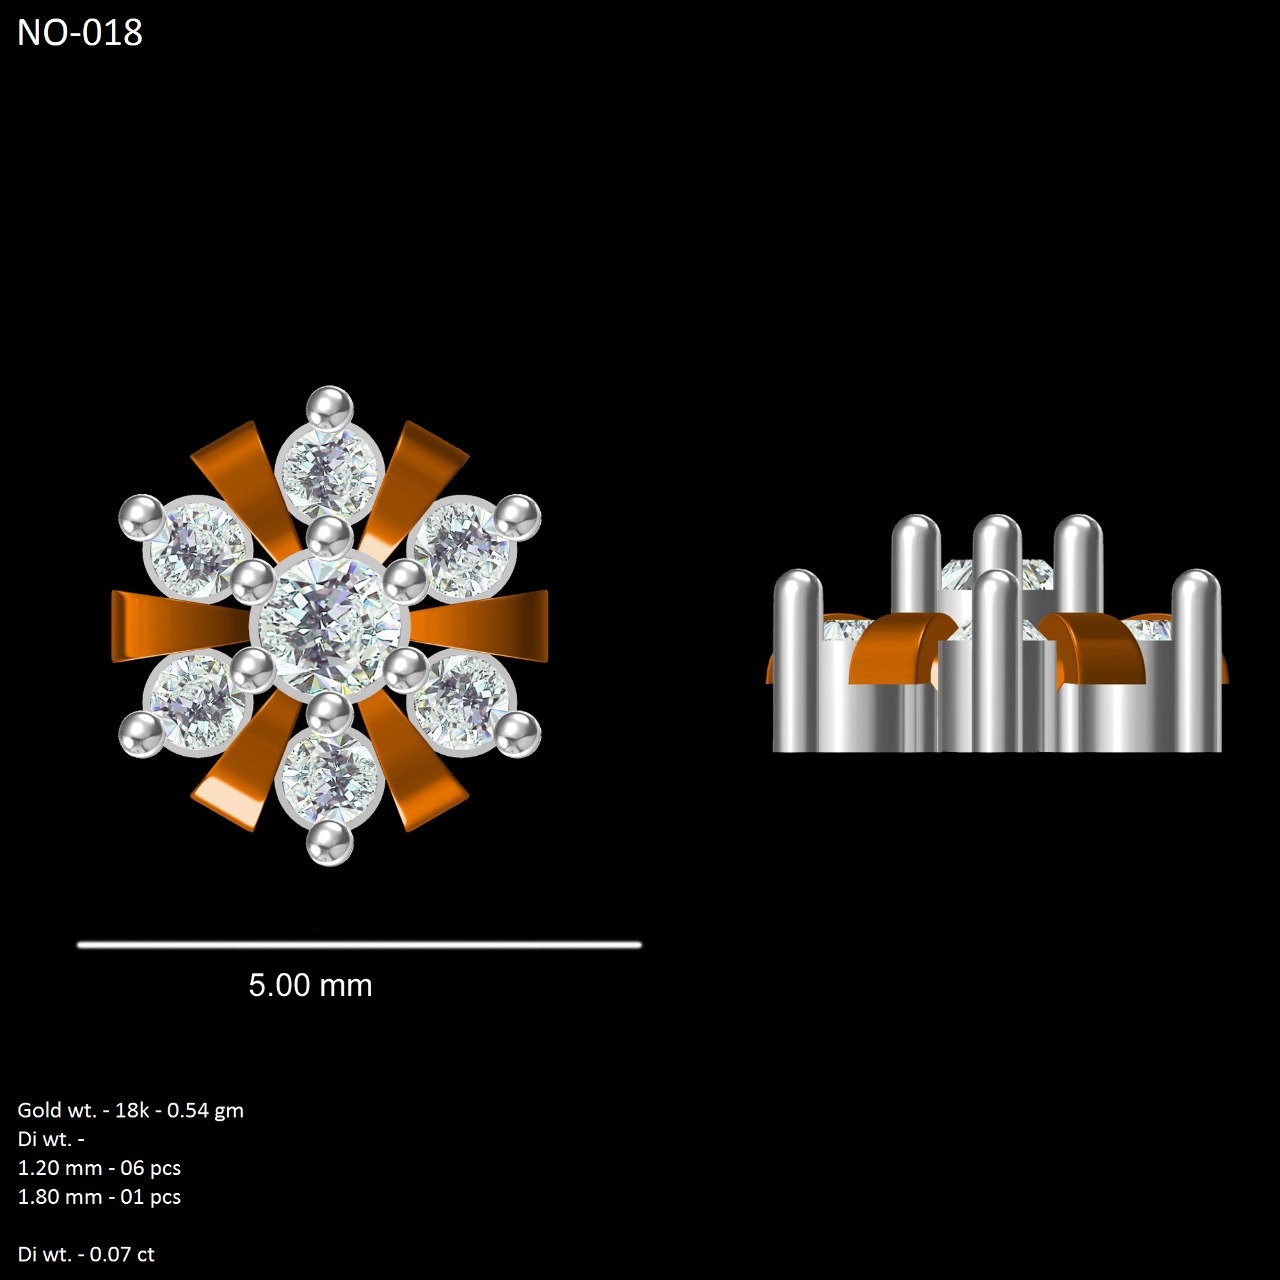 NO-018
5.00 mm
Gold wt. - 18k - 0.54 gm
Di wt. -
1.20 mm - 06 pcs
1.80 mm - 01 pcs
Di wt. - 0.07 ct